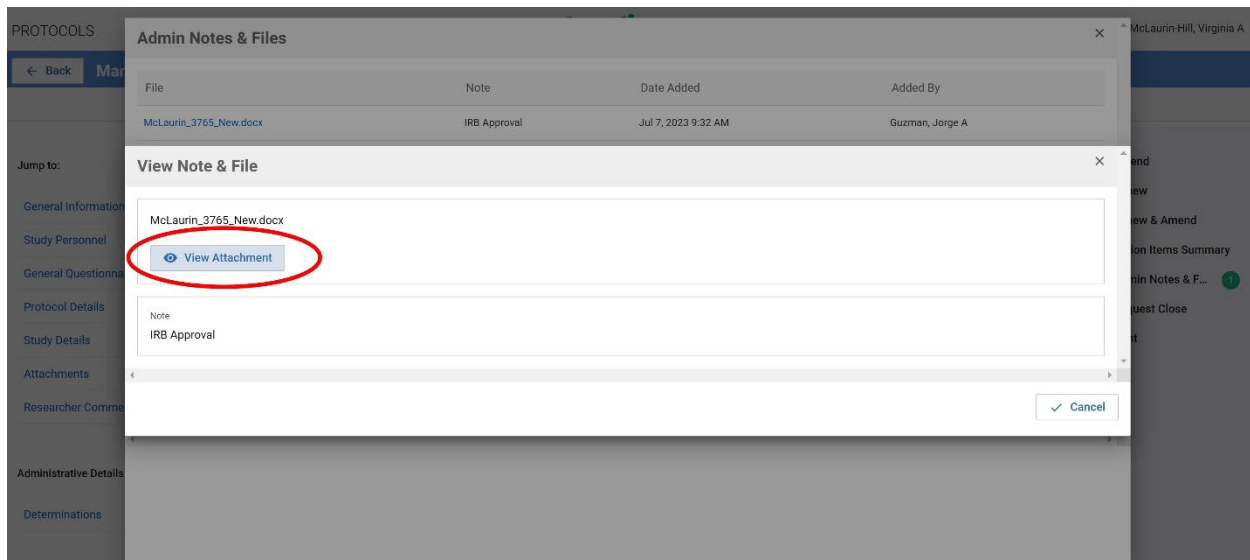 PROTOCOLS
McLaurin-Hill, Virginia A
Admin Notes & Files
← Back
File Note Date Added Added By
McLaurin_3765_New.docx IRB Approval Jul 7, 2023 9:32 AM Guzman, Jorge A
View Note & File
McLaurin_3765_New.docx
View Attachment
Note
IRB Approval
Cancel
Jump to:
General Information
Study Personnel
General Questionna
Protocol Details
Study Details
Attachments
Researcher Comme
Administrative Details
Determinations
end
ew
ew & Amend
ion Items Summary
min Notes & F... 1
quest Close